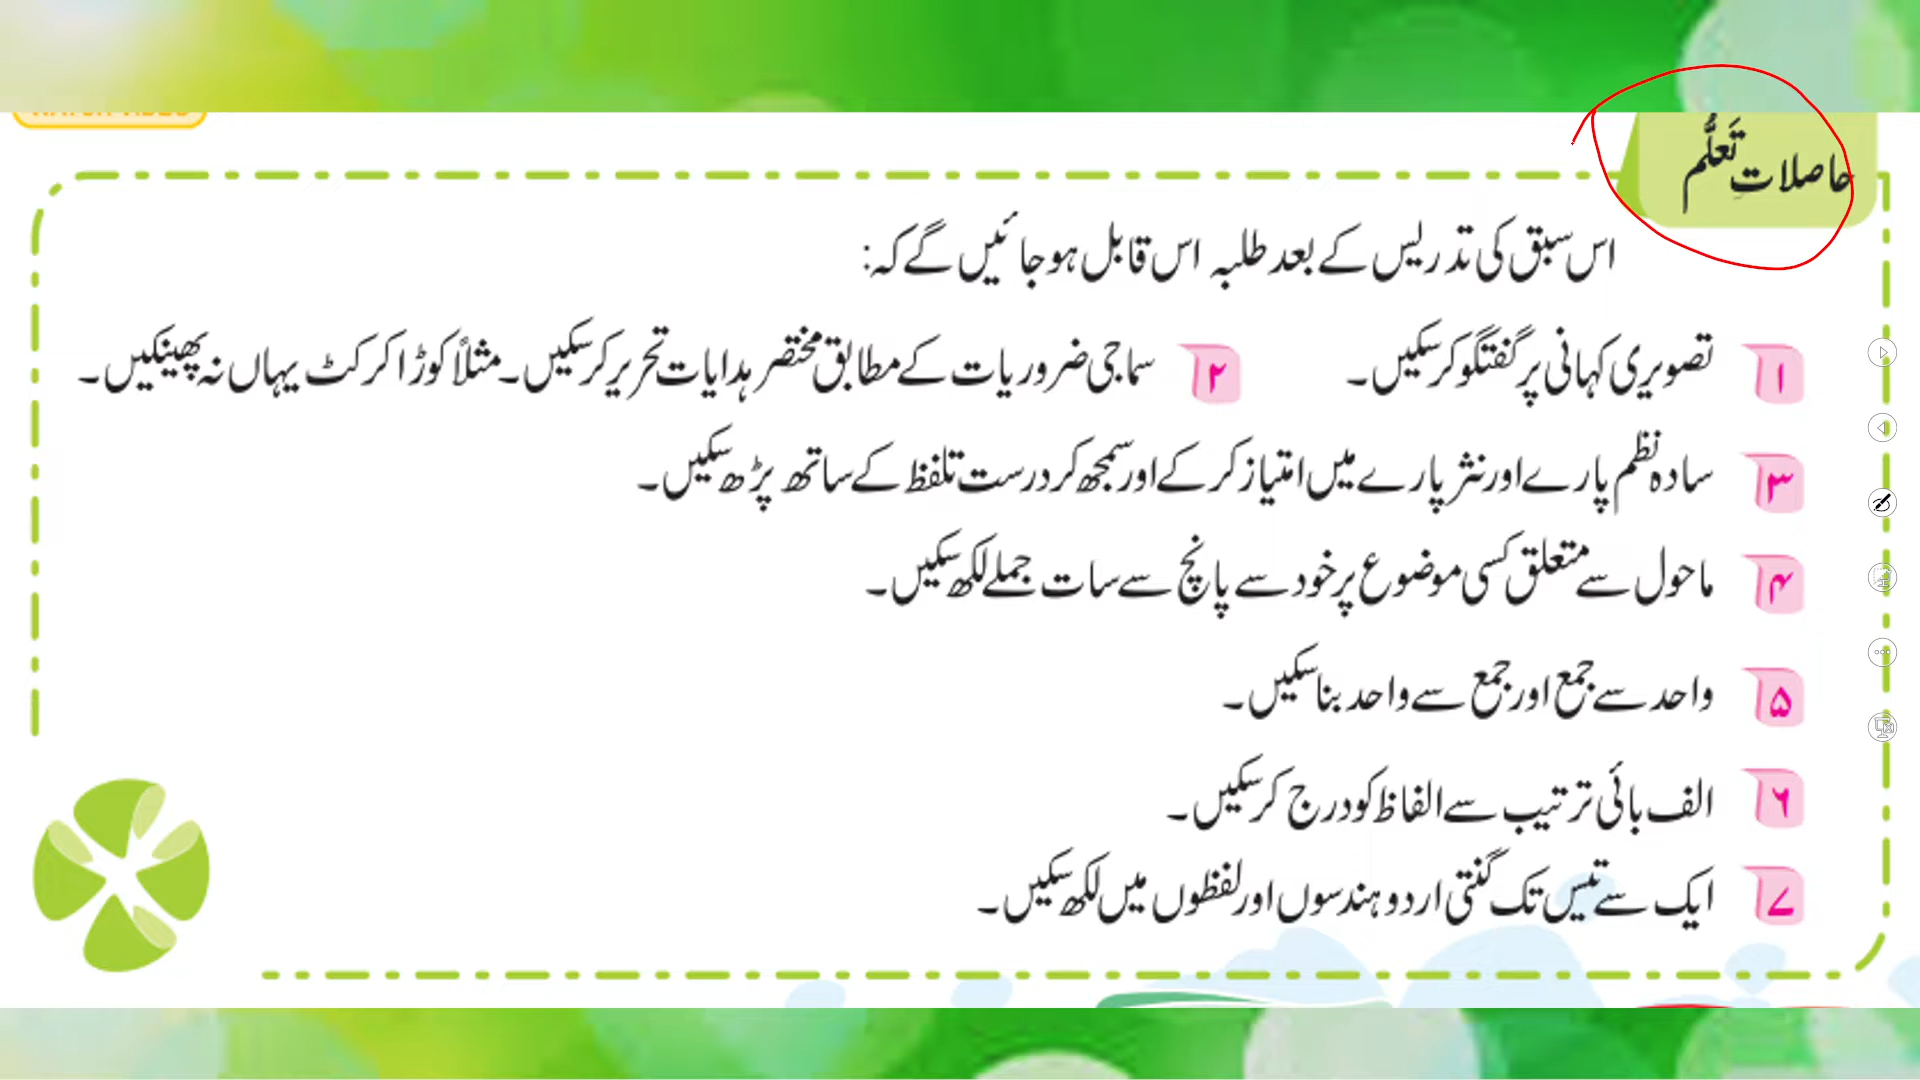 حاصلاتِ تَعَلُّم
اس سبق کی تدریس کے بعد طلبہ اس قابل ہو جائیں گے کہ:
۱ تصویری کہانی پر گفتگو کر سکیں۔ ۲ سماجی ضروریات کے مطابق مختصر ہدایات تحریر کر سکیں۔ مثلاً کوڑا کرکٹ یہاں نہ پھینکیں۔
۳ سادہ نظم پارے اور نثر پارے میں امتیاز کر کے اور سمجھ کر درست تلفظ کے ساتھ پڑھ سکیں۔
۴ ماحول سے متعلق کسی موضوع پر خود سے پانچ سے سات جملے لکھ سکیں۔
۵ واحد سے جمع اور جمع سے واحد بنا سکیں۔
۶ الف بائی ترتیب سے الفاظ کو درج کر سکیں۔
۷ ایک سے تیس تک گنتی اردو ہندسوں اور لفظوں میں لکھ سکیں۔